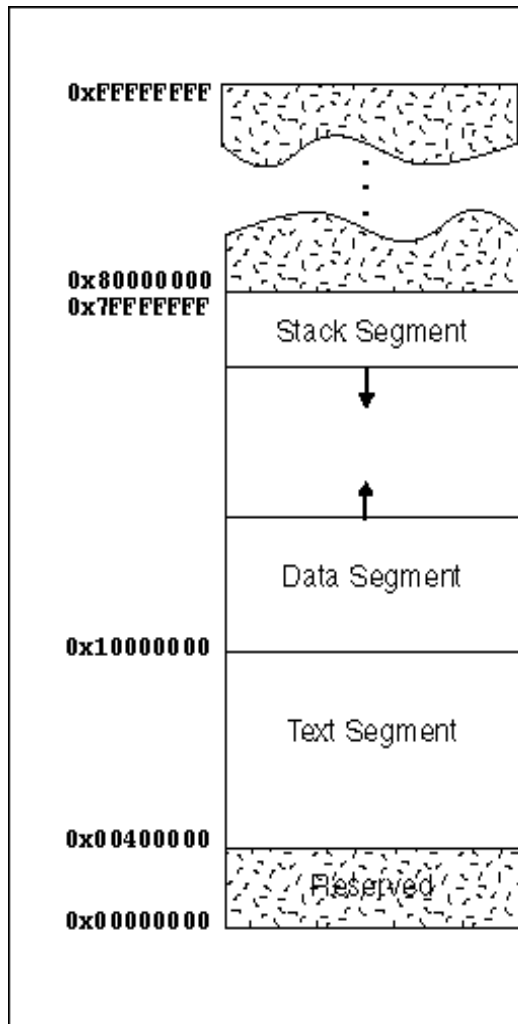 0xFFFFFFFF
0x80000000
0x7FFFFFFF
Stack Segment
Data Segment
0x10000000
Text Segment
0x00400000
Reserved
0x00000000